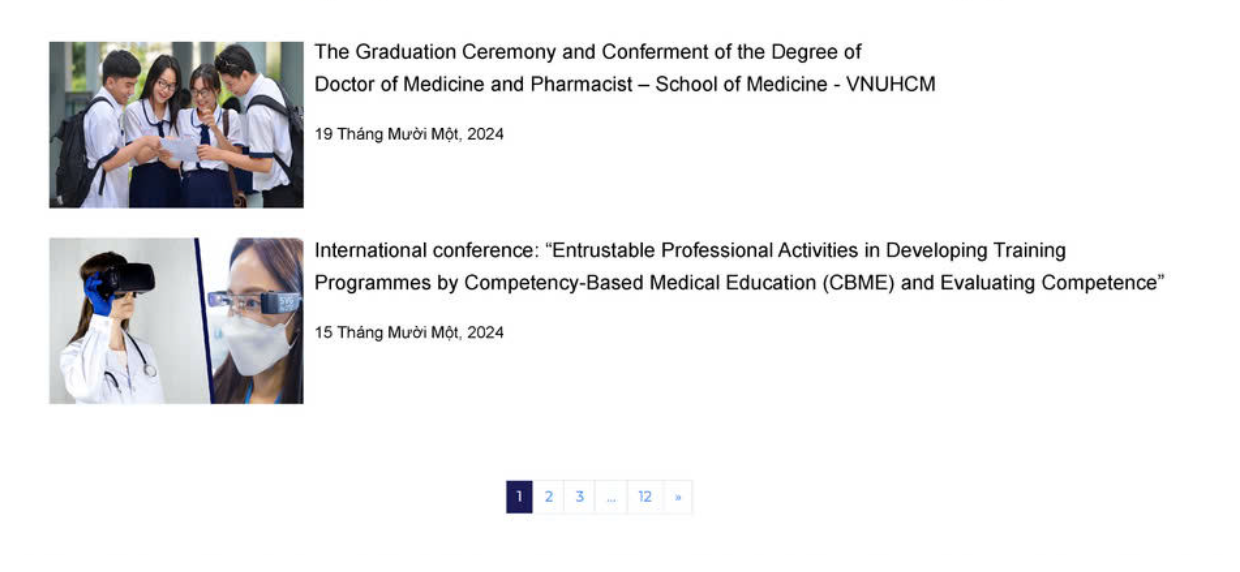 The Graduation Ceremony and Conferment of the Degree of
Doctor of Medicine and Pharmacist – School of Medicine - VNUHCM
19 Tháng Mười Một, 2024
International conference: “Entrustable Professional Activities in Developing Training
Programmes by Competency-Based Medical Education (CBME) and Evaluating Competence”
SVG
15 Tháng Mười Một, 2024
1 2 3 ... 12 »